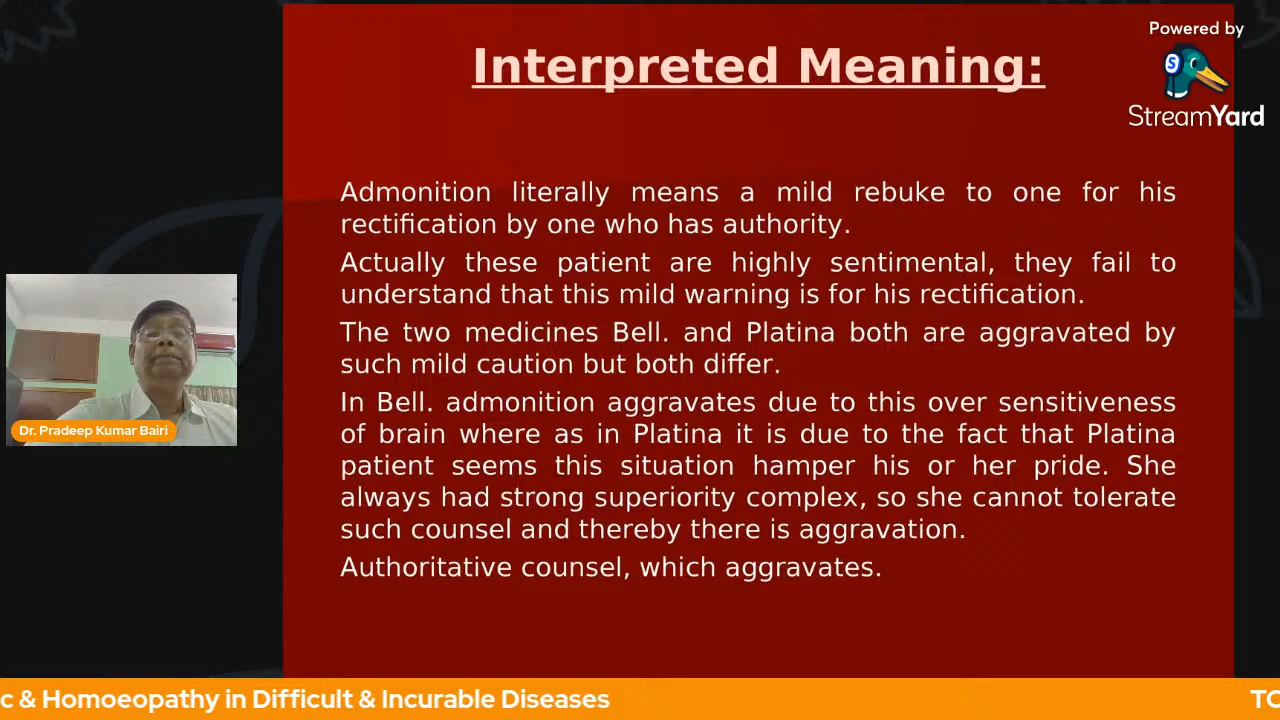 Powered by
StreamYard
Interpreted Meaning:
Admonition literally means a mild rebuke to one for his
rectification by one who has authority.
Actually these patient are highly sentimental, they fail to
understand that this mild warning is for his rectification.
The two medicines Bell. and Platina both are aggravated by
such mild caution but both differ.
In Bell. admonition aggravates due to this over sensitiveness
of brain where as in Platina it is due to the fact that Platina
patient seems this situation hamper his or her pride. She
always had strong superiority complex, so she cannot tolerate
such counsel and thereby there is aggravation.
Authoritative counsel, which aggravates.
Dr. Pradeep Kumar Bairi
c & Homoeopathy in Difficult & Incurable Diseases
TO